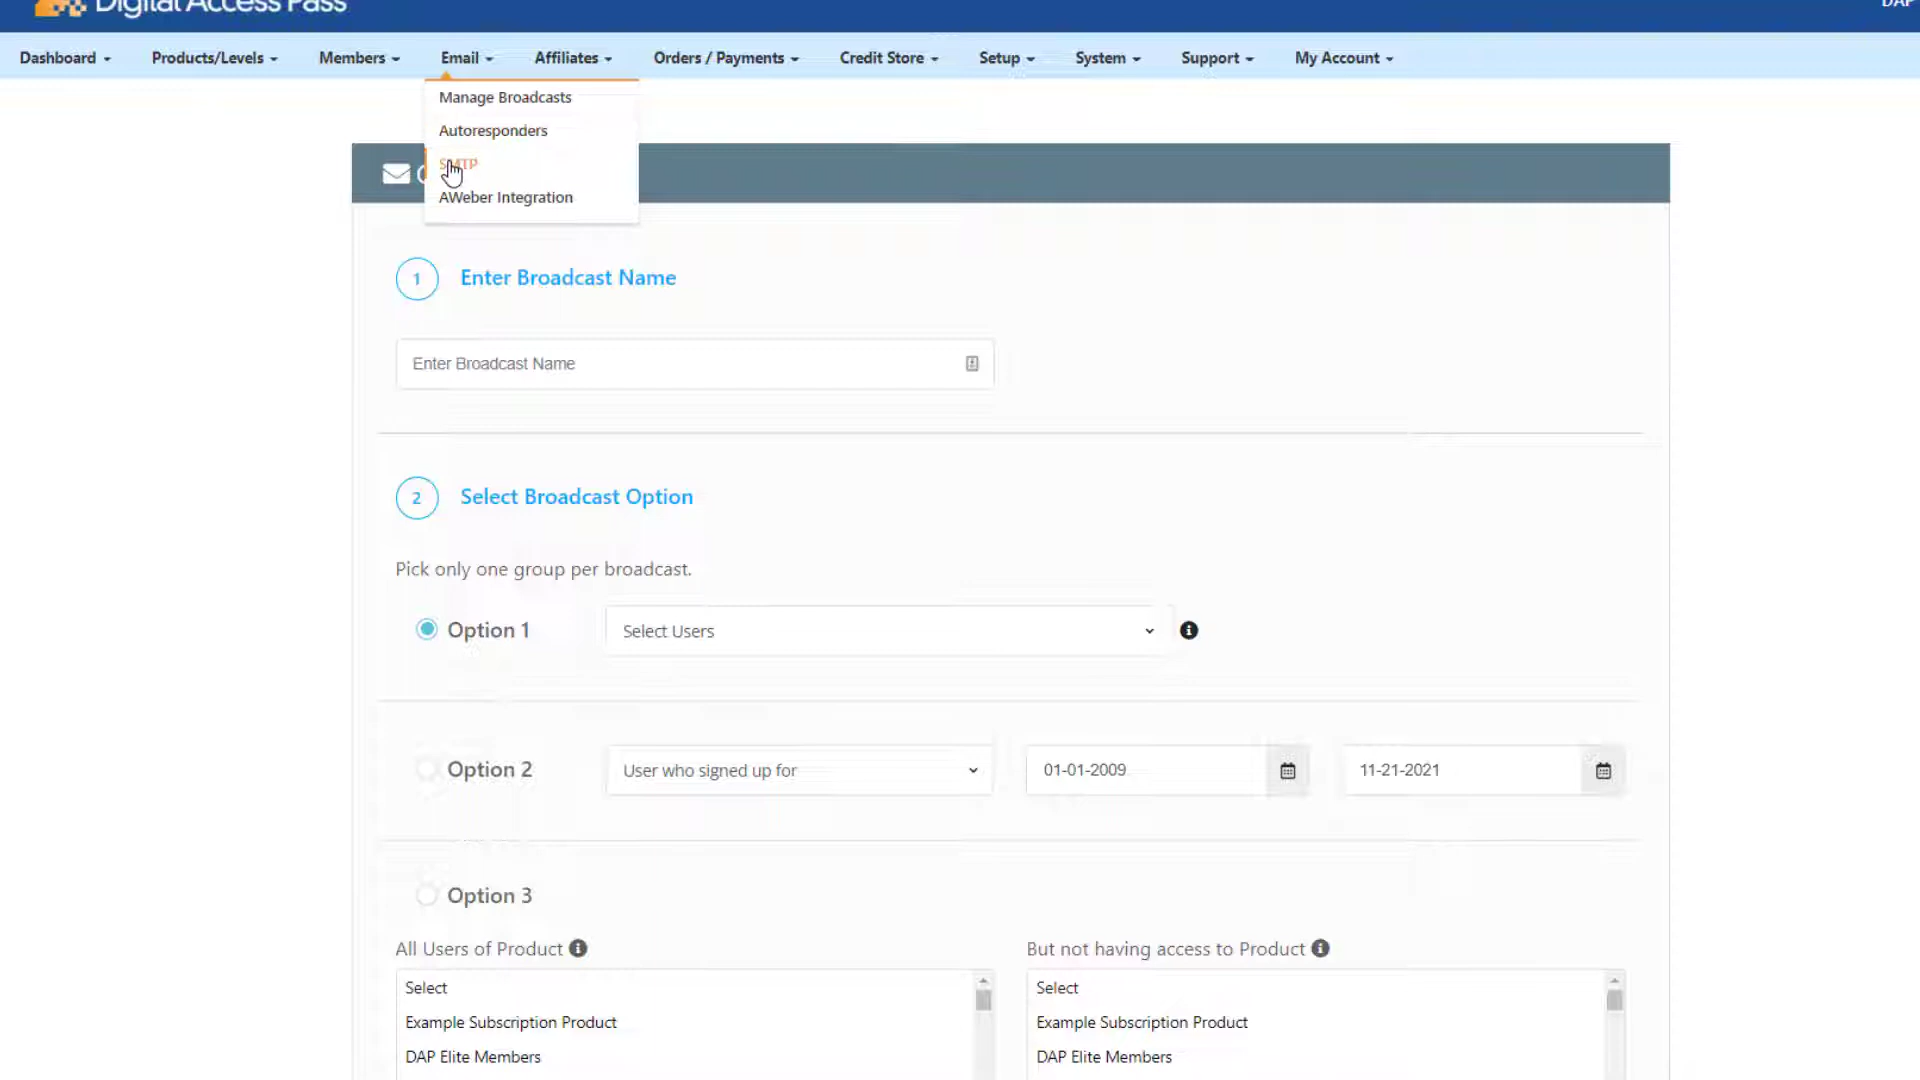 Digital Access Pass
DAP
Dashboard
Products/Levels
Members
Email
Affiliates
Orders / Payments
Credit Store
Setup
System
Support
My Account
Manage Broadcasts
Autoresponders
SMTP
AWeber Integration
1 Enter Broadcast Name
Enter Broadcast Name
2 Select Broadcast Option
Pick only one group per broadcast.
Option 1 Select Users
Option 2 User who signed up for 01-01-2009 11-21-2021
Option 3
All Users of Product But not having access to Product
Select Select
Example Subscription Product Example Subscription Product
DAP Elite Members DAP Elite Members